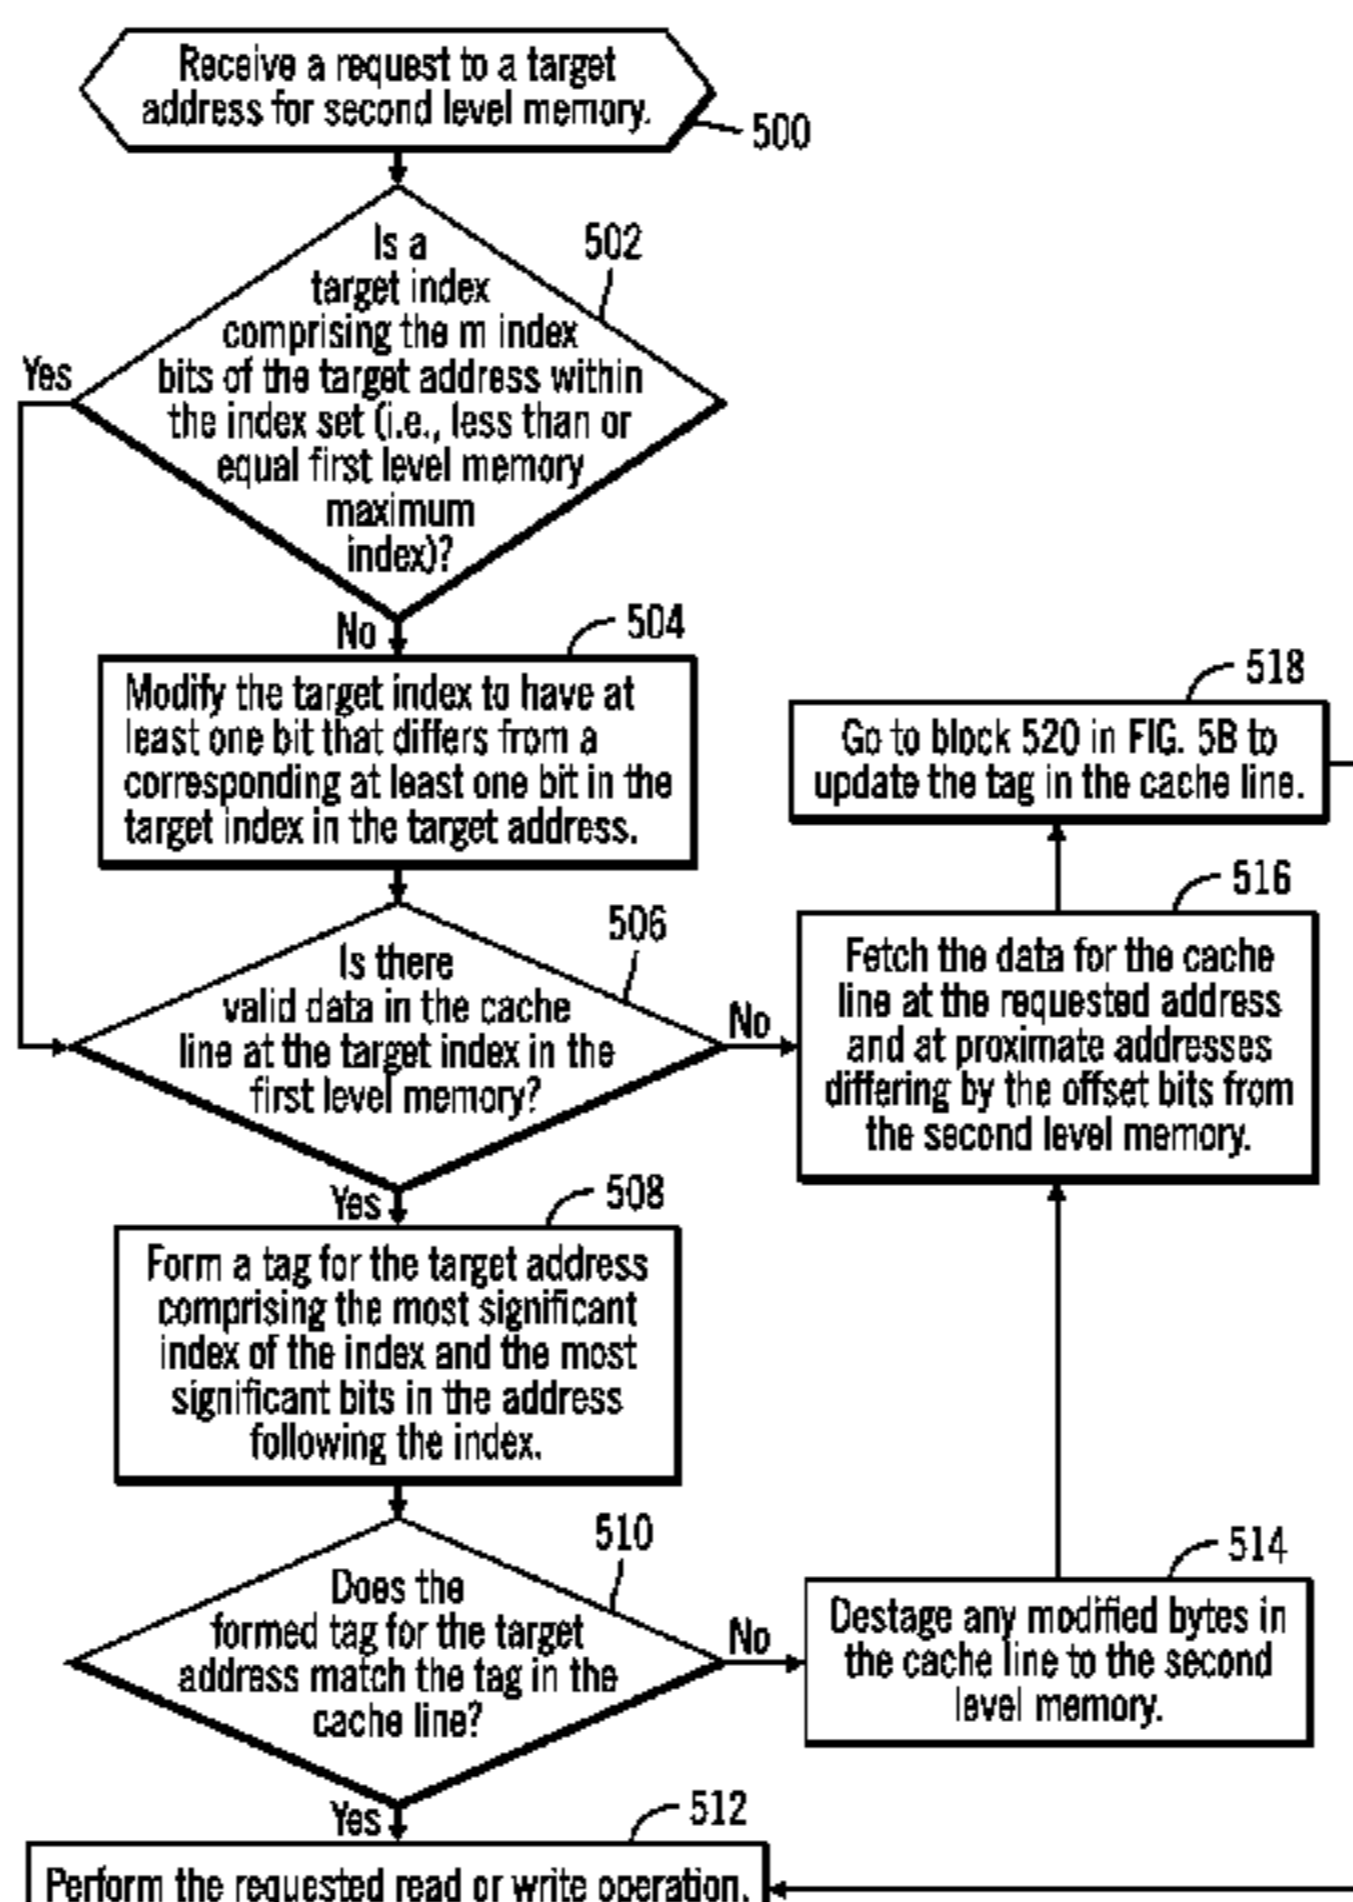 Receive a request to a target
address for second level memory.
500
Is a
target index
comprising the m index
bits of the target address within
the index set (i.e., less than or
equal first level memory
maximum
index)?
502
Yes
No
504
Modify the target index to have at
least one bit that differs from a
corresponding at least one bit in the
target index in the target address.
506
Is there
valid data in the cache
line at the target index in the
first level memory?
No
Yes
508
Form a tag for the target address
comprising the most significant
index of the index and the most
significant bits in the address
following the index.
510
Does the
formed tag for the target
address match the tag in the
cache line?
No
Yes
512
Perform the requested read or write operation.
514
Destage any modified bytes in
the cache line to the second
level memory.
516
Fetch the data for the cache
line at the requested address
and at proximate addresses
differing by the offset bits from
the second level memory.
518
Go to block 520 in FIG. 5B to
update the tag in the cache line.